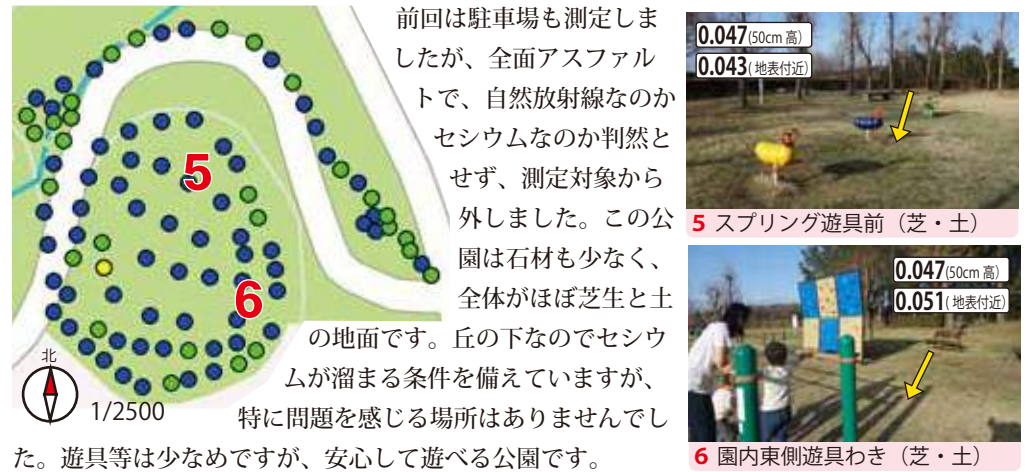 前回は駐車場も測定しま
したが、全面アスファル
トで、自然放射線なのか
セシウムなのか判然と
せず、測定対象から
外しました。この公
園は石材も少なく、
全体がほぼ芝生と土
の地面です。丘の下なのでセシウ
ムが溜まる条件を備えていますが、
特に問題を感じる場所はありませんでし
た。遊具等は少なめですが、安心して遊べる公園です。
5
6
北
1/2500
0.047(50cm 高)
0.043(地表付近)
5 スプリング遊具前(芝・土)
0.047(50cm 高)
0.051(地表付近)
6 園内東側遊具わき(芝・土)